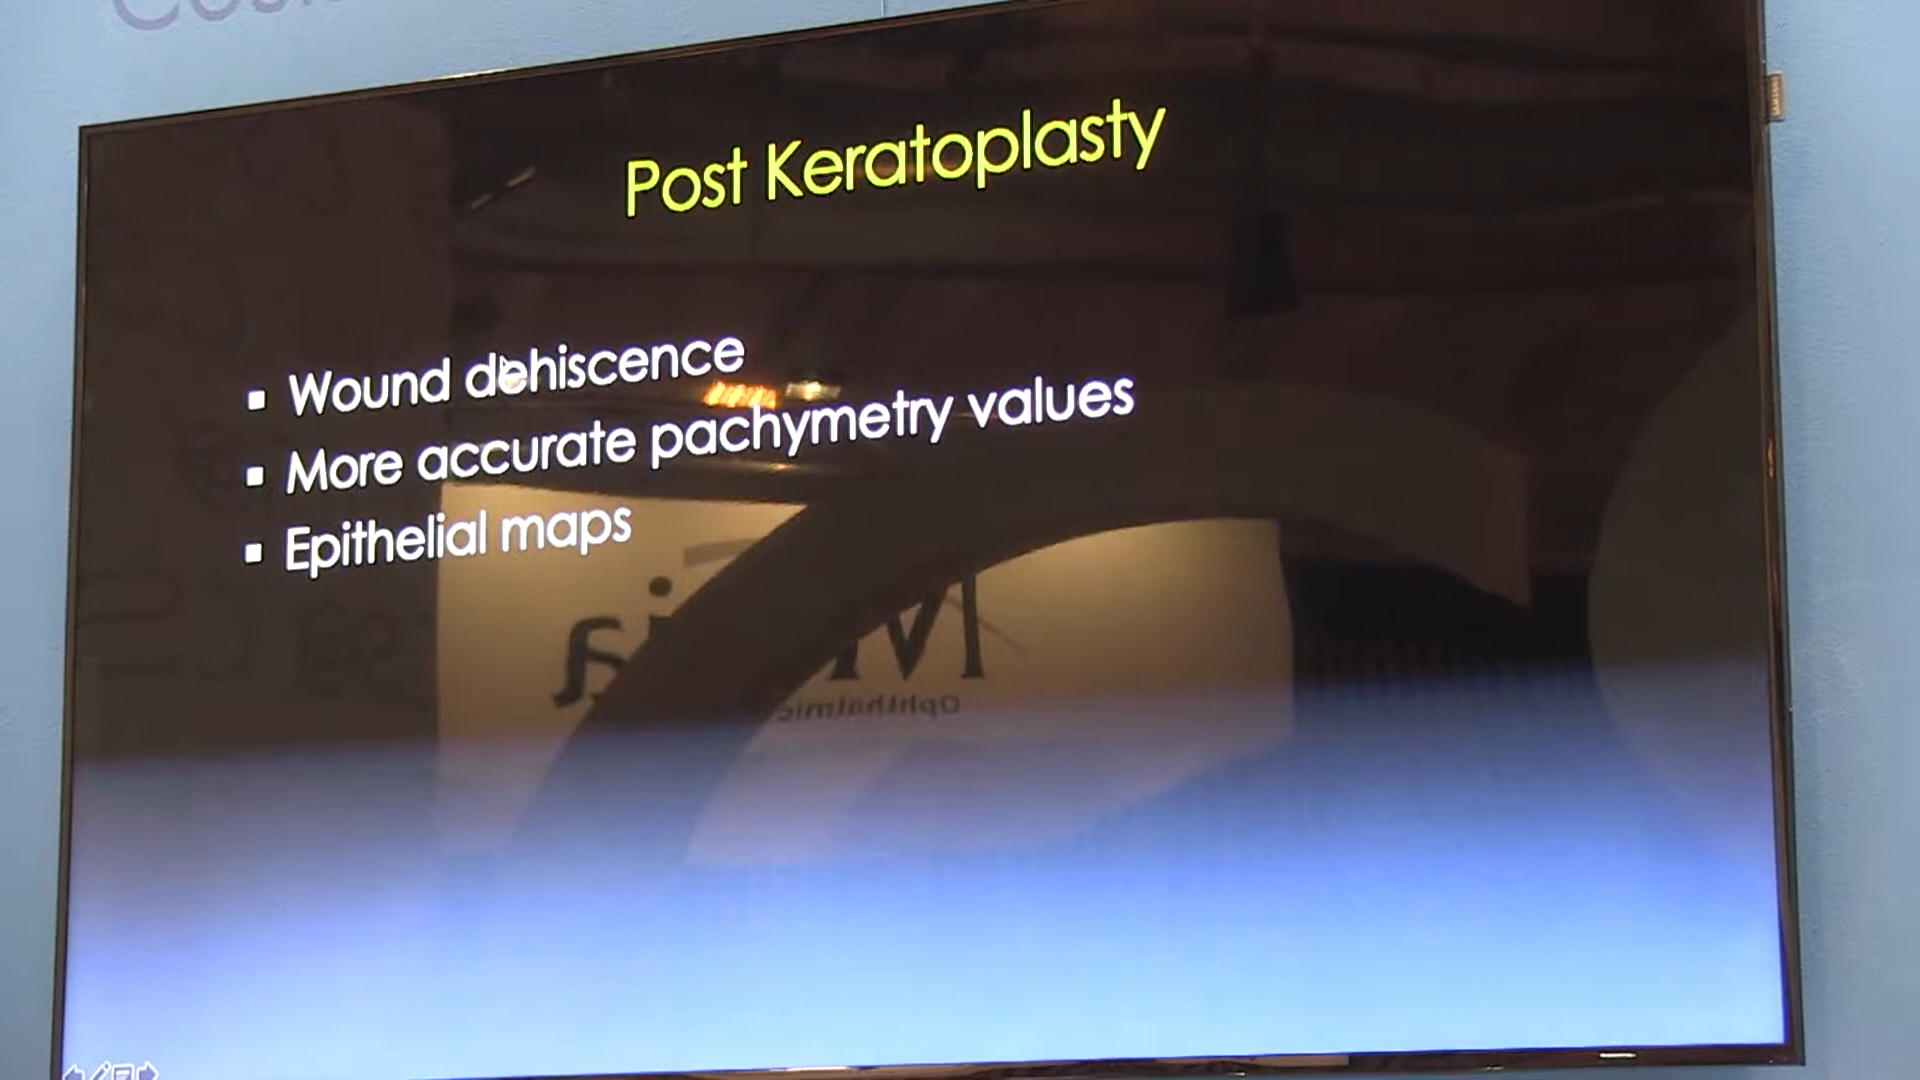 Post Keratoplasty
▪ Wound dehiscence
▪ More accurate pachymetry values
▪ Epithelial maps
Ophthalmic